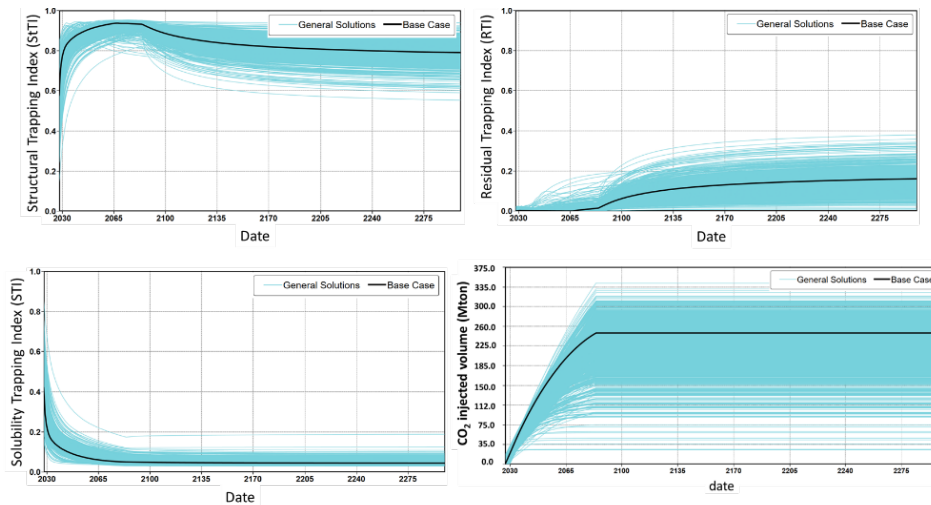 Structural Trapping Index (StTI)
1.0
0.8
0.6
0.4
0.2
0.0
General Solutions
Base Case
2030 2065 2100 2135 2170 2205 2240 2275
Date
Residual Trapping Index (RTI)
1.0
0.8
0.6
0.4
0.2
0.0
General Solutions
Base Case
2030 2065 2100 2135 2170 2205 2240 2275
Date
Solubility Trapping Index (STI)
1.0
0.8
0.6
0.4
0.2
0.0
General Solutions
Base Case
2030 2065 2100 2135 2170 2205 2240 2275
Date
CO2 injected volume (Mton)
375.0
335.0
300.0
260.0
225.0
185.0
150.0
112.0
75.0
35.0
0.0
General Solutions
Base Case
2030 2065 2100 2135 2170 2205 2240 2275
date